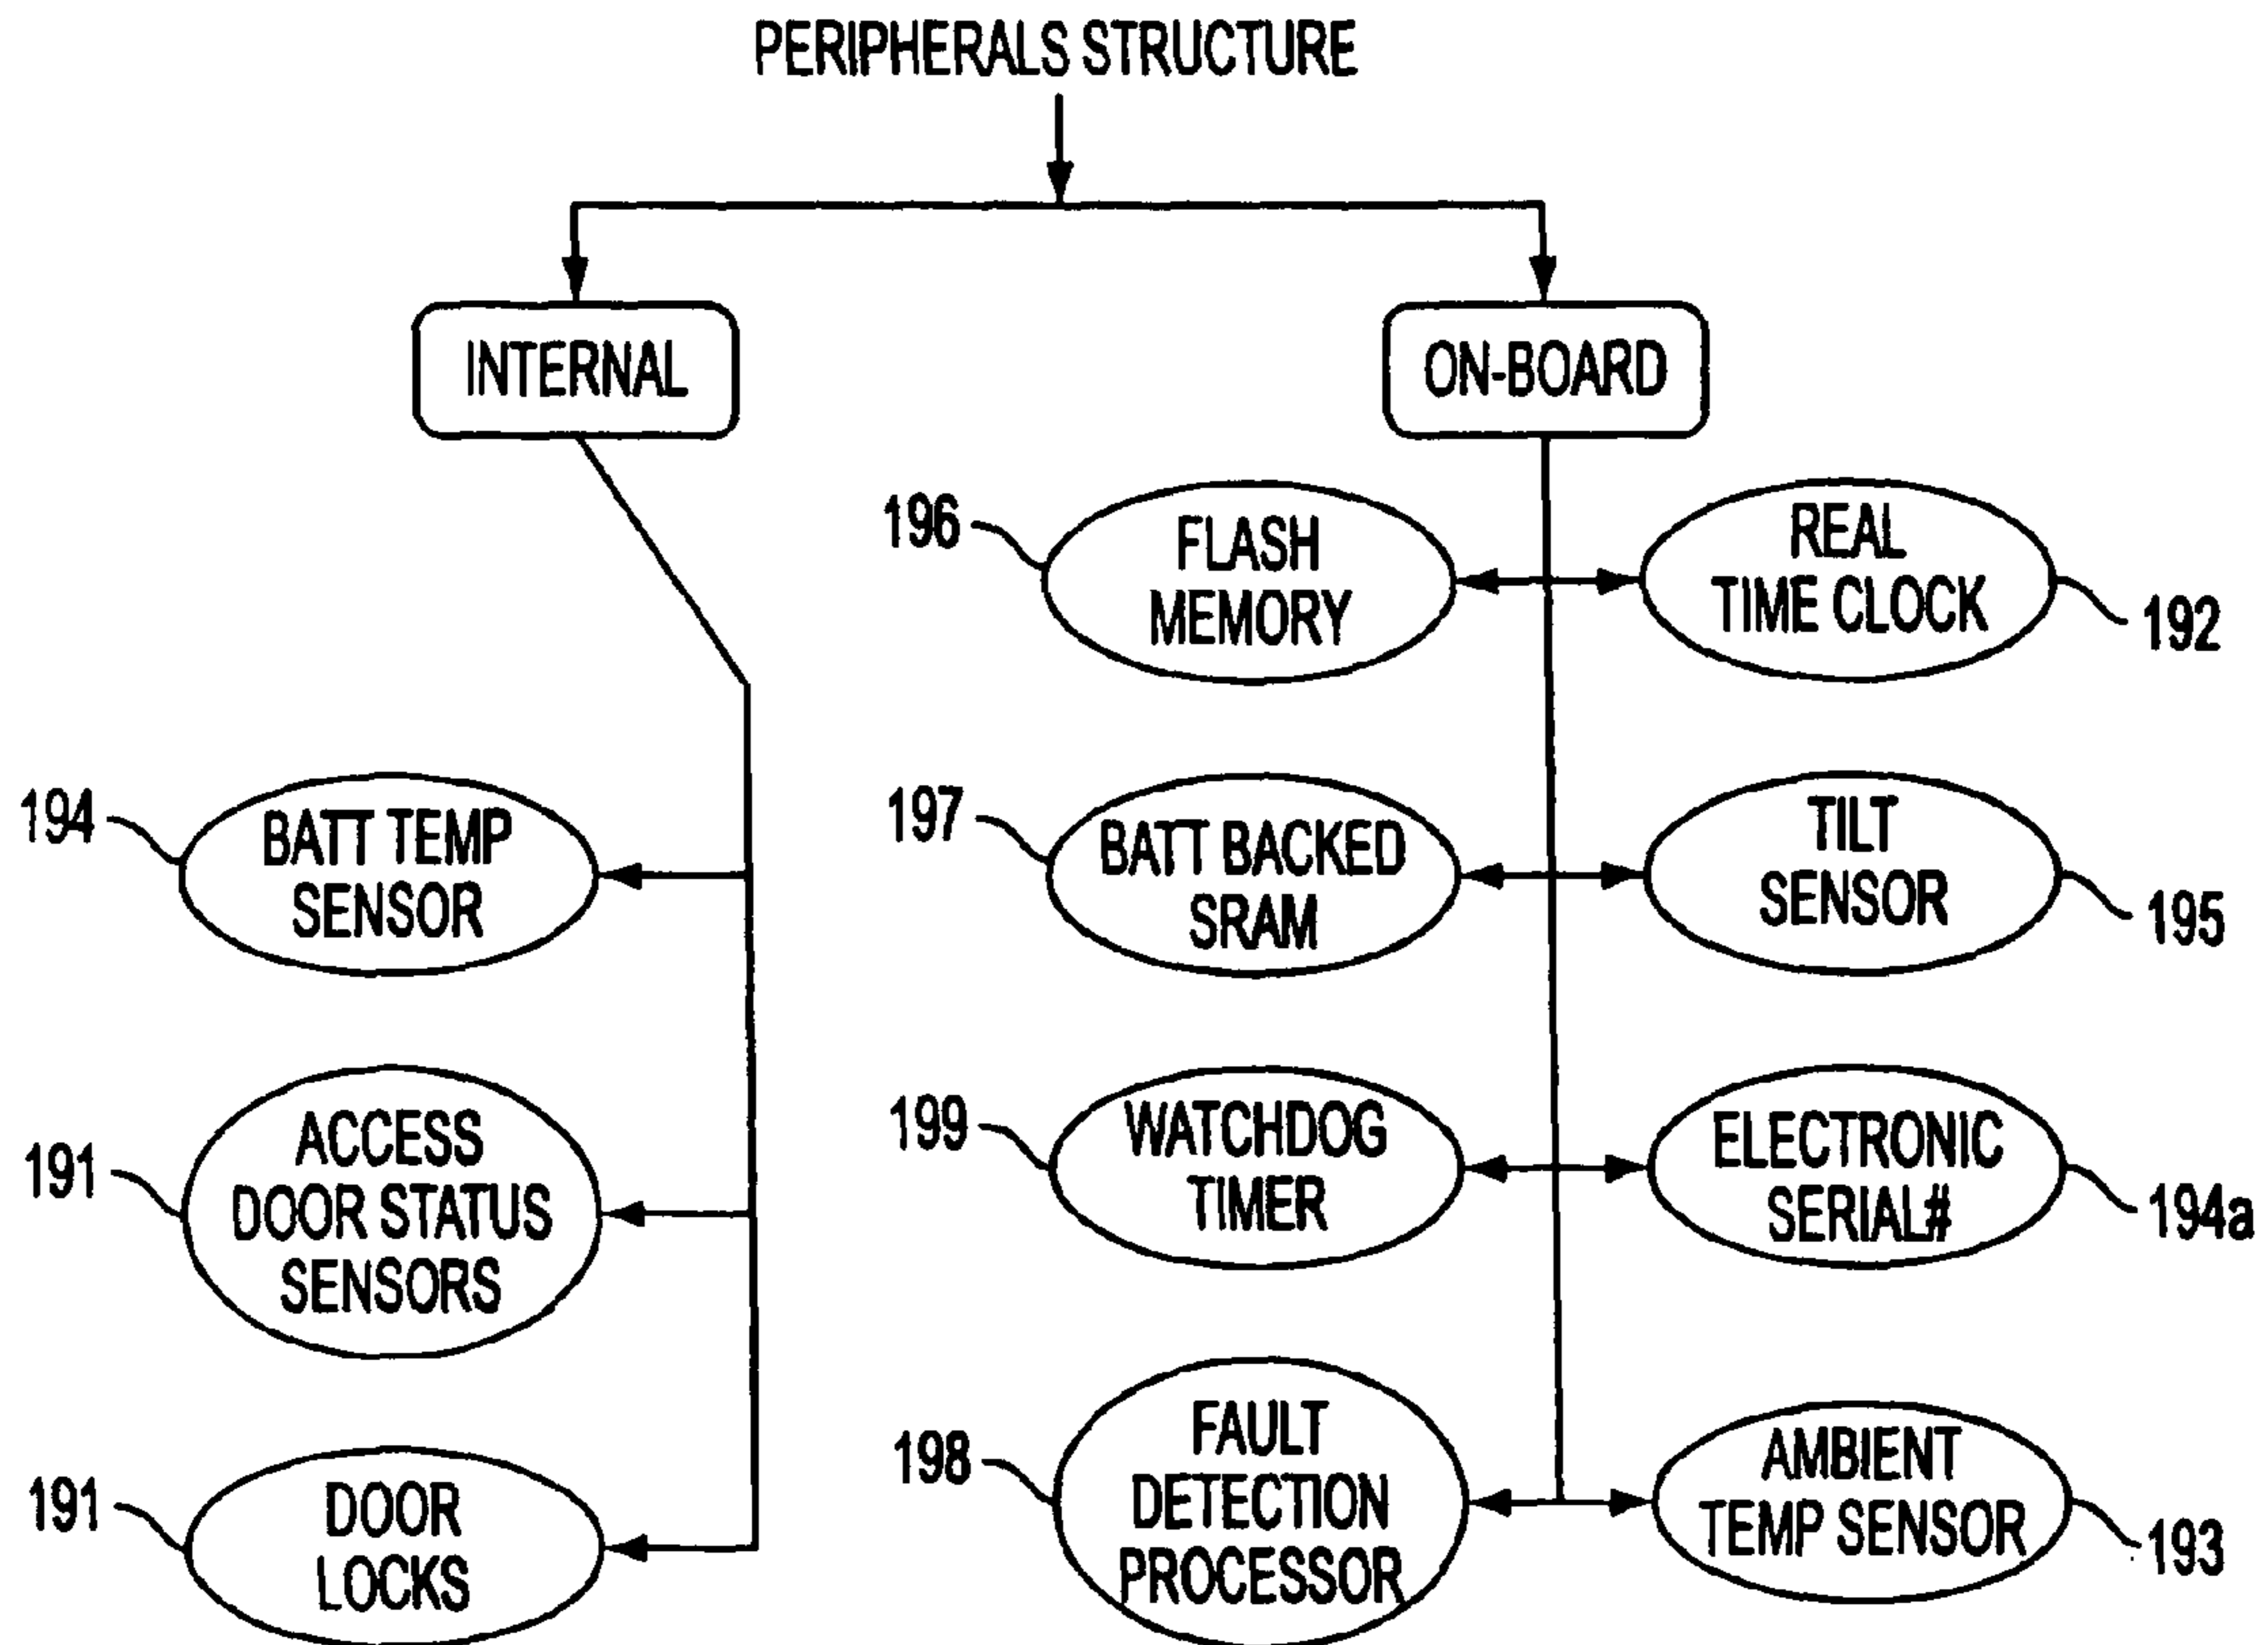 PERIPHERALS STRUCTURE
INTERNAL
ON-BOARD
196
FLASH
MEMORY
REAL
TIME CLOCK
192
194
BATT TEMP
SENSOR
197
BATT BACKED
SRAM
TILT
SENSOR
195
191
ACCESS
DOOR STATUS
SENSORS
199
WATCHDOG
TIMER
ELECTRONIC
SERIAL#
194a
191
DOOR
LOCKS
198
FAULT
DETECTION
PROCESSOR
AMBIENT
TEMP SENSOR
193